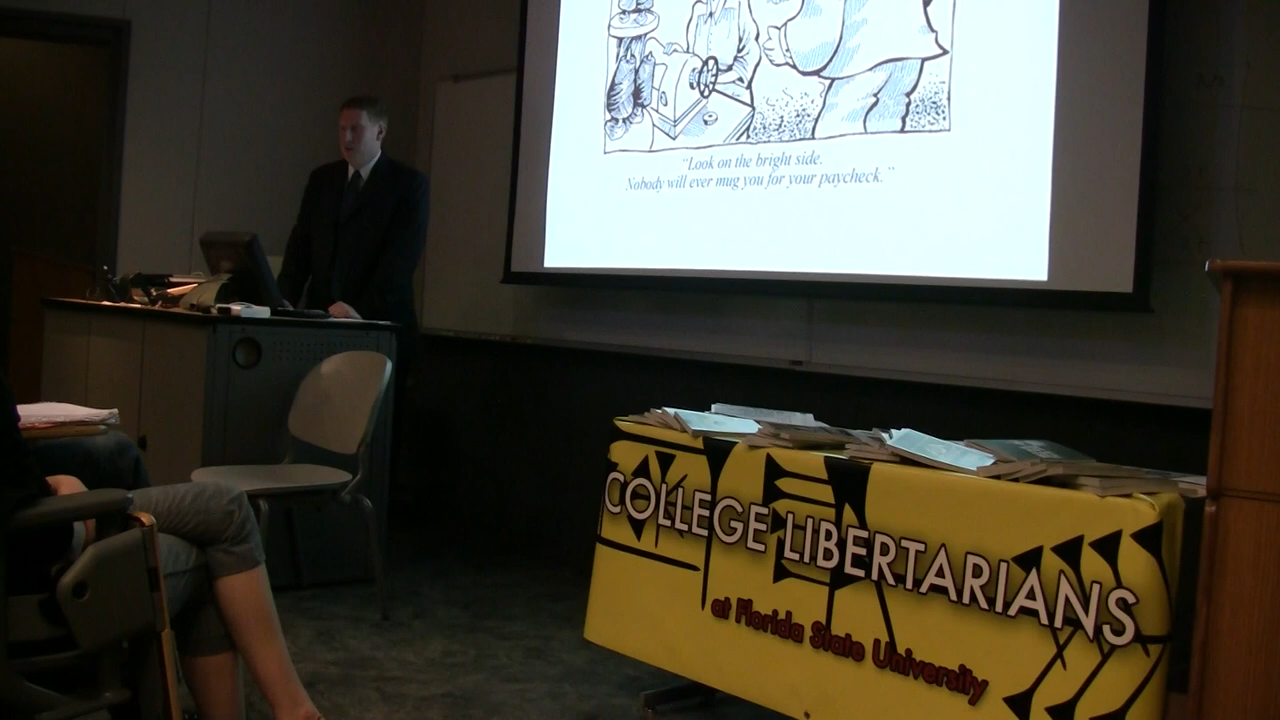 "Look on the bright side.
Nobody will ever mug you for your paycheck."
COLLEGE LIBERTARIANS
at Florida State University